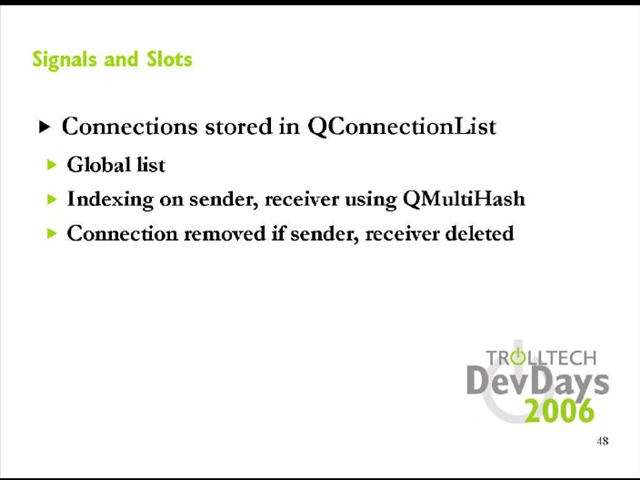 Signals and Slots
Connections stored in QConnectionList
Global list
Indexing on sender, receiver using QMultiHash
Connection removed if sender, receiver deleted
TROLLTECH
DevDays
2006
48